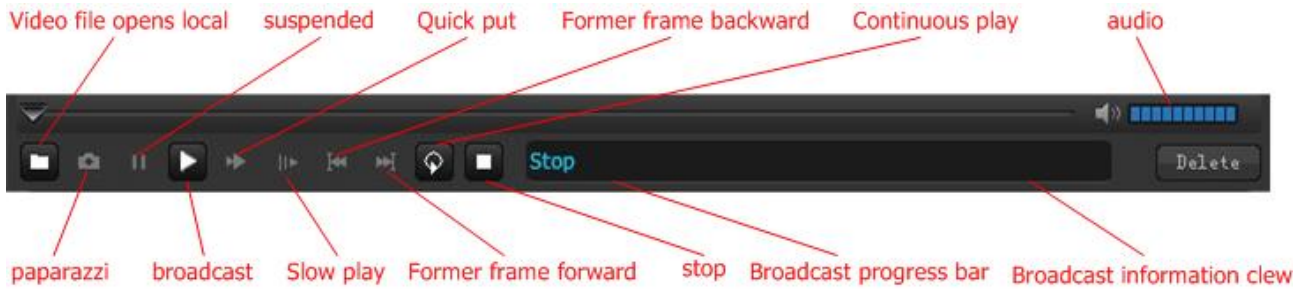 Video file opens local suspended Quick put Former frame backward Continuous play audio
Stop Delete
paparazzi broadcast Slow play Former frame forward stop Broadcast progress bar Broadcast information clew